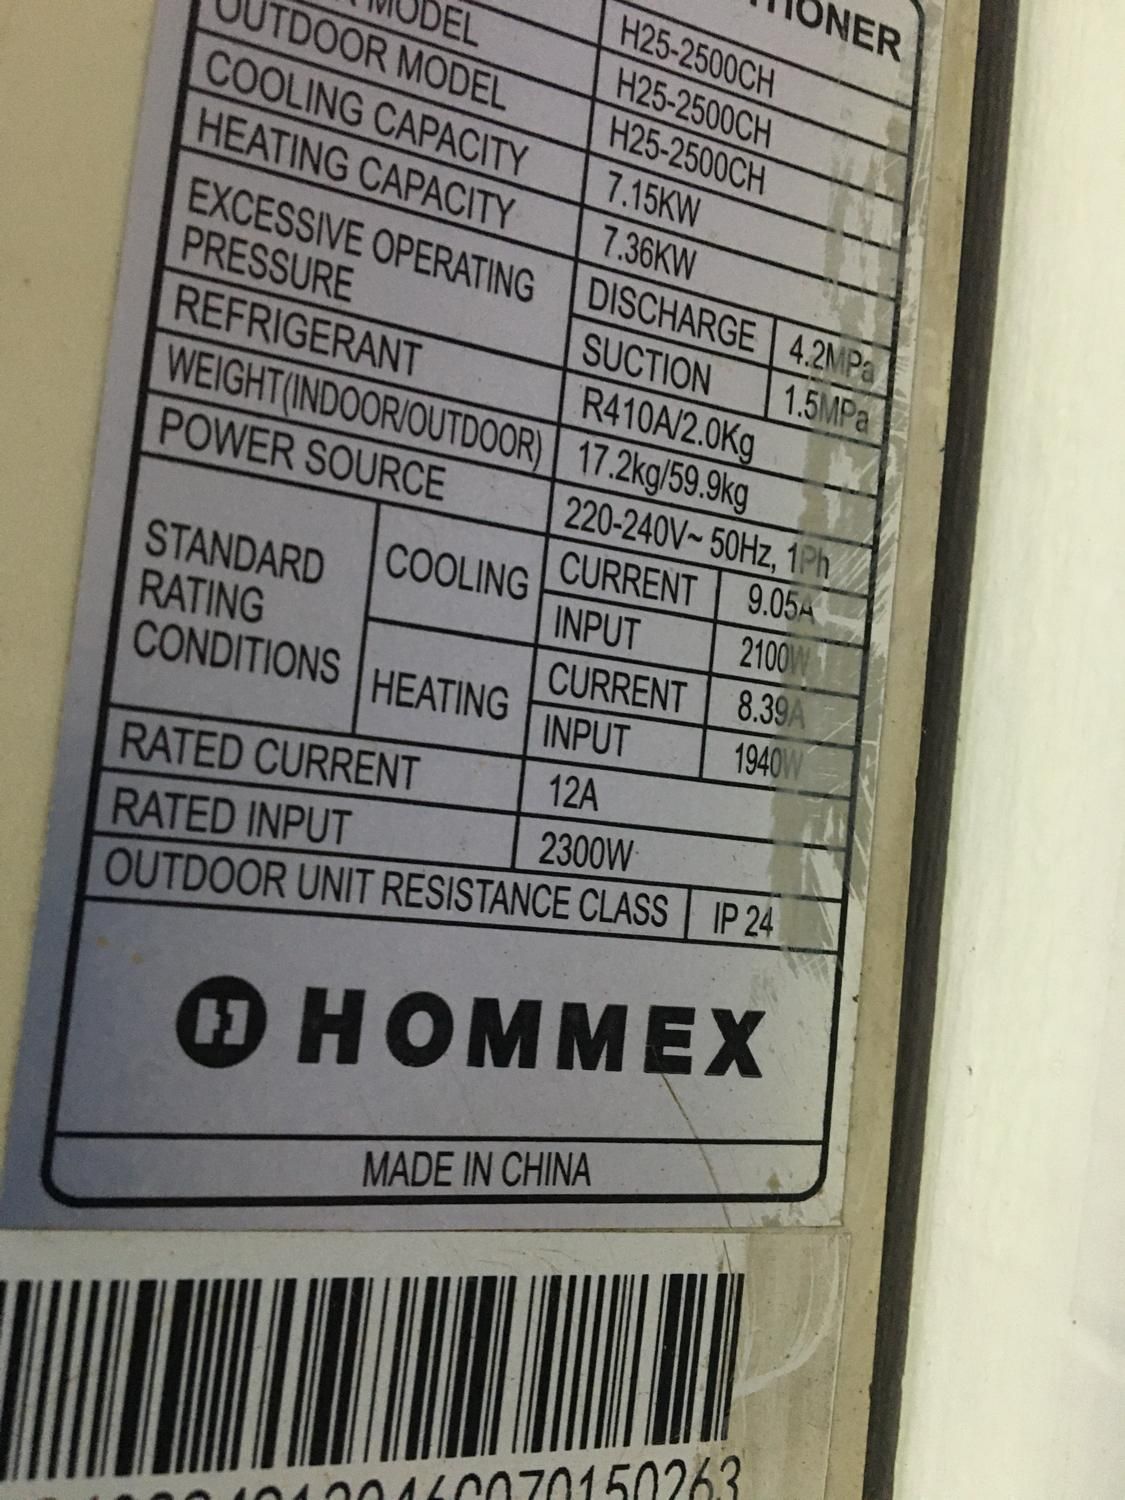 MODEL H25-2500CH
OUTDOOR MODEL H25-2500CH
H25-2500CH
COOLING CAPACITY 7.15KW
HEATING CAPACITY 7.36KW
EXCESSIVE OPERATING PRESSURE DISCHARGE 4.2MPa
SUCTION 1.5MPa
REFRIGERANT R410A/2.0Kg
WEIGHT(INDOOR/OUTDOOR) 17.2kg/59.9kg
POWER SOURCE 220-240V~ 50Hz, 1Ph
STANDARD RATING CONDITIONS COOLING CURRENT 9.05A
INPUT 2100W
HEATING CURRENT 8.39A
INPUT 1940W
RATED CURRENT 12A
RATED INPUT 2300W
OUTDOOR UNIT RESISTANCE CLASS IP 24
HOMMEX
MADE IN CHINA